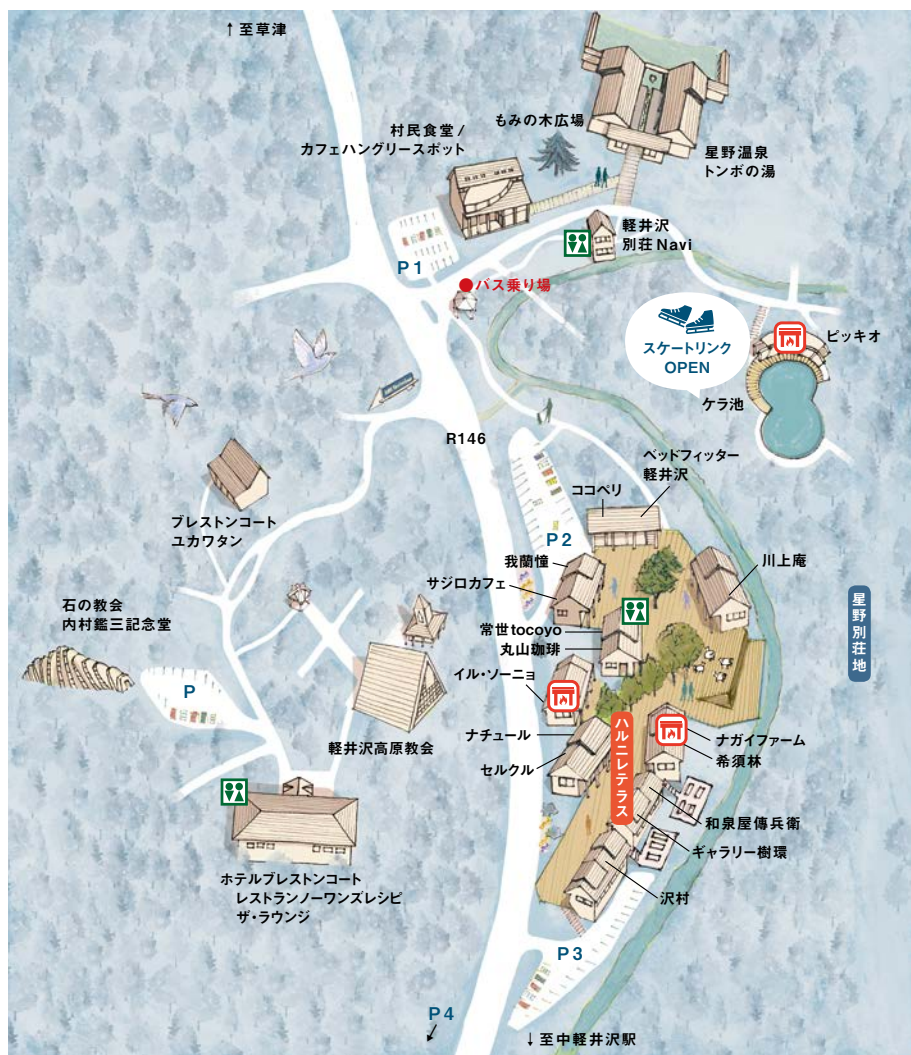 ↑至草津
もみの木広場
村民食堂/
カフェハングリースポット
星野温泉
トンボの湯
軽井沢
別荘Navi
P1
バス乗り場
スケートリンク
OPEN
ピッキオ
ケラ池
R146
ベッドフィッター
軽井沢
ココペリ
ブレストンコート
ユカワタン
P2
我蘭憧
サジロカフェ
川上庵
星野別荘地
石の教会
内村鑑三記念堂
常世tocoyo
丸山珈琲
イル・ソーニョ
P
軽井沢高原教会
ナチュール
セルクル
ハルニレテラス
ナガイファーム
希須林
和泉屋傳兵衛
ギャラリー樹環
沢村
ホテルブレストンコート
レストランノーワンズレシピ
ザ・ラウンジ
P3
P4
↓至中軽井沢駅